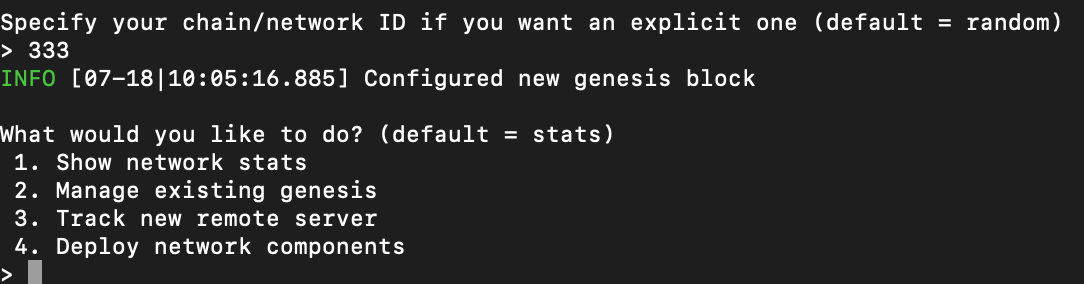 Specify your chain/network ID if you want an explicit one (default = random)
> 333
INFO [07-18|10:05:16.885] Configured new genesis block
What would you like to do? (default = stats)
1. Show network stats
2. Manage existing genesis
3. Track new remote server
4. Deploy network components
>